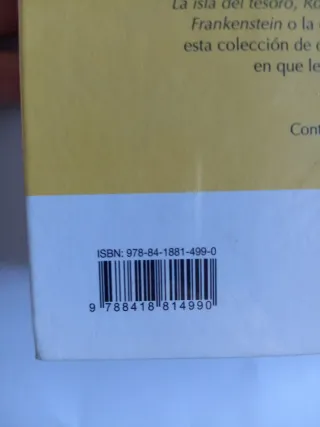 La isla del tesoro,
Frankenstein o la
esta colección de
en que le
ISBN: 978-84-1881-499-0
9 788418 814990